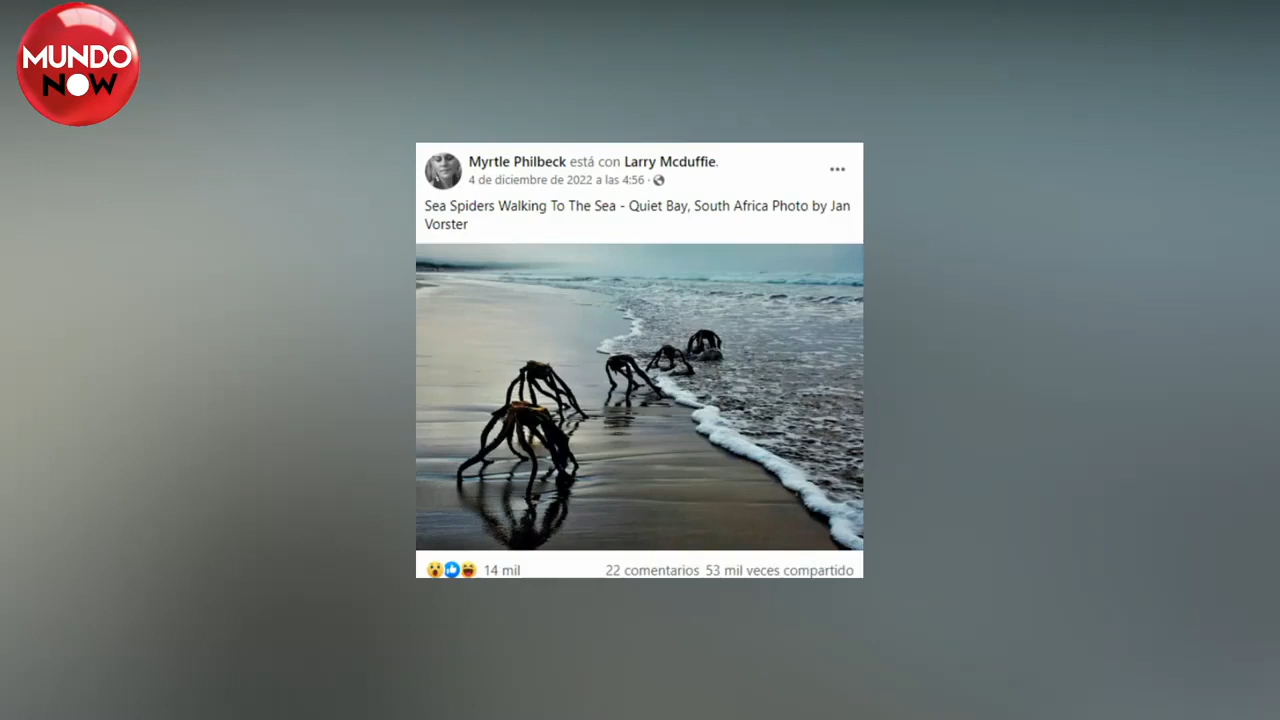 MUNDO
NOW
Myrtle Philbeck está con Larry Mcduffie.
4 de diciembre de 2022 a las 4:56 ·
Sea Spiders Walking To The Sea - Quiet Bay, South Africa Photo by Jan
Vorster
14 mil 22 comentarios 53 mil veces compartido